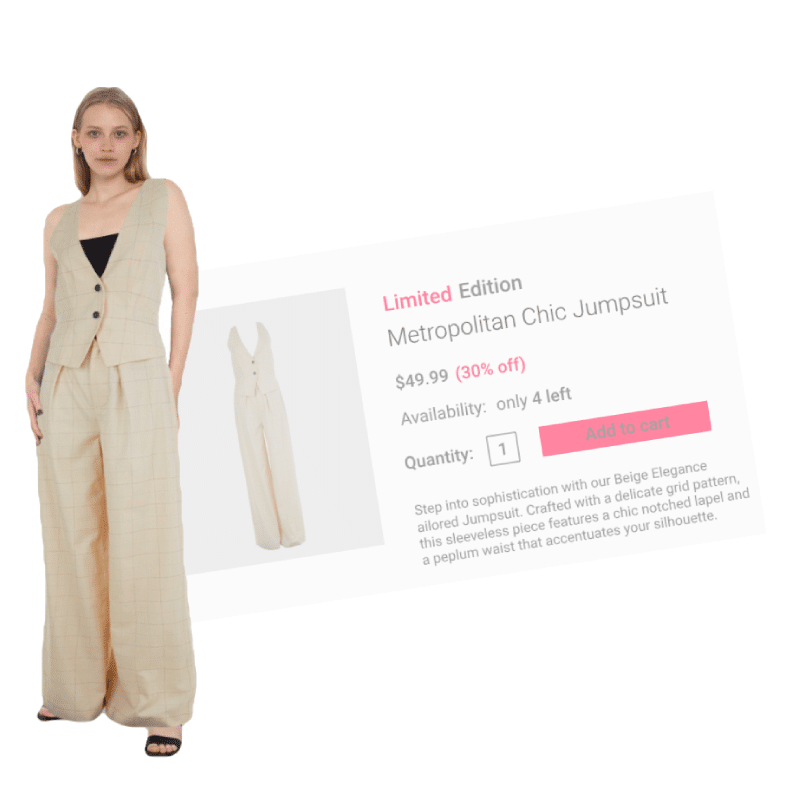 Limited Edition
Metropolitan Chic Jumpsuit
$49.99 (30% off)
Availability: only 4 left
Quantity: 1 Add to cart
Step into sophistication with our Beige Elegance
ailored Jumpsuit. Crafted with a delicate grid pattern,
this sleeveless piece features a chic notched lapel and
a peplum waist that accentuates your silhouette.